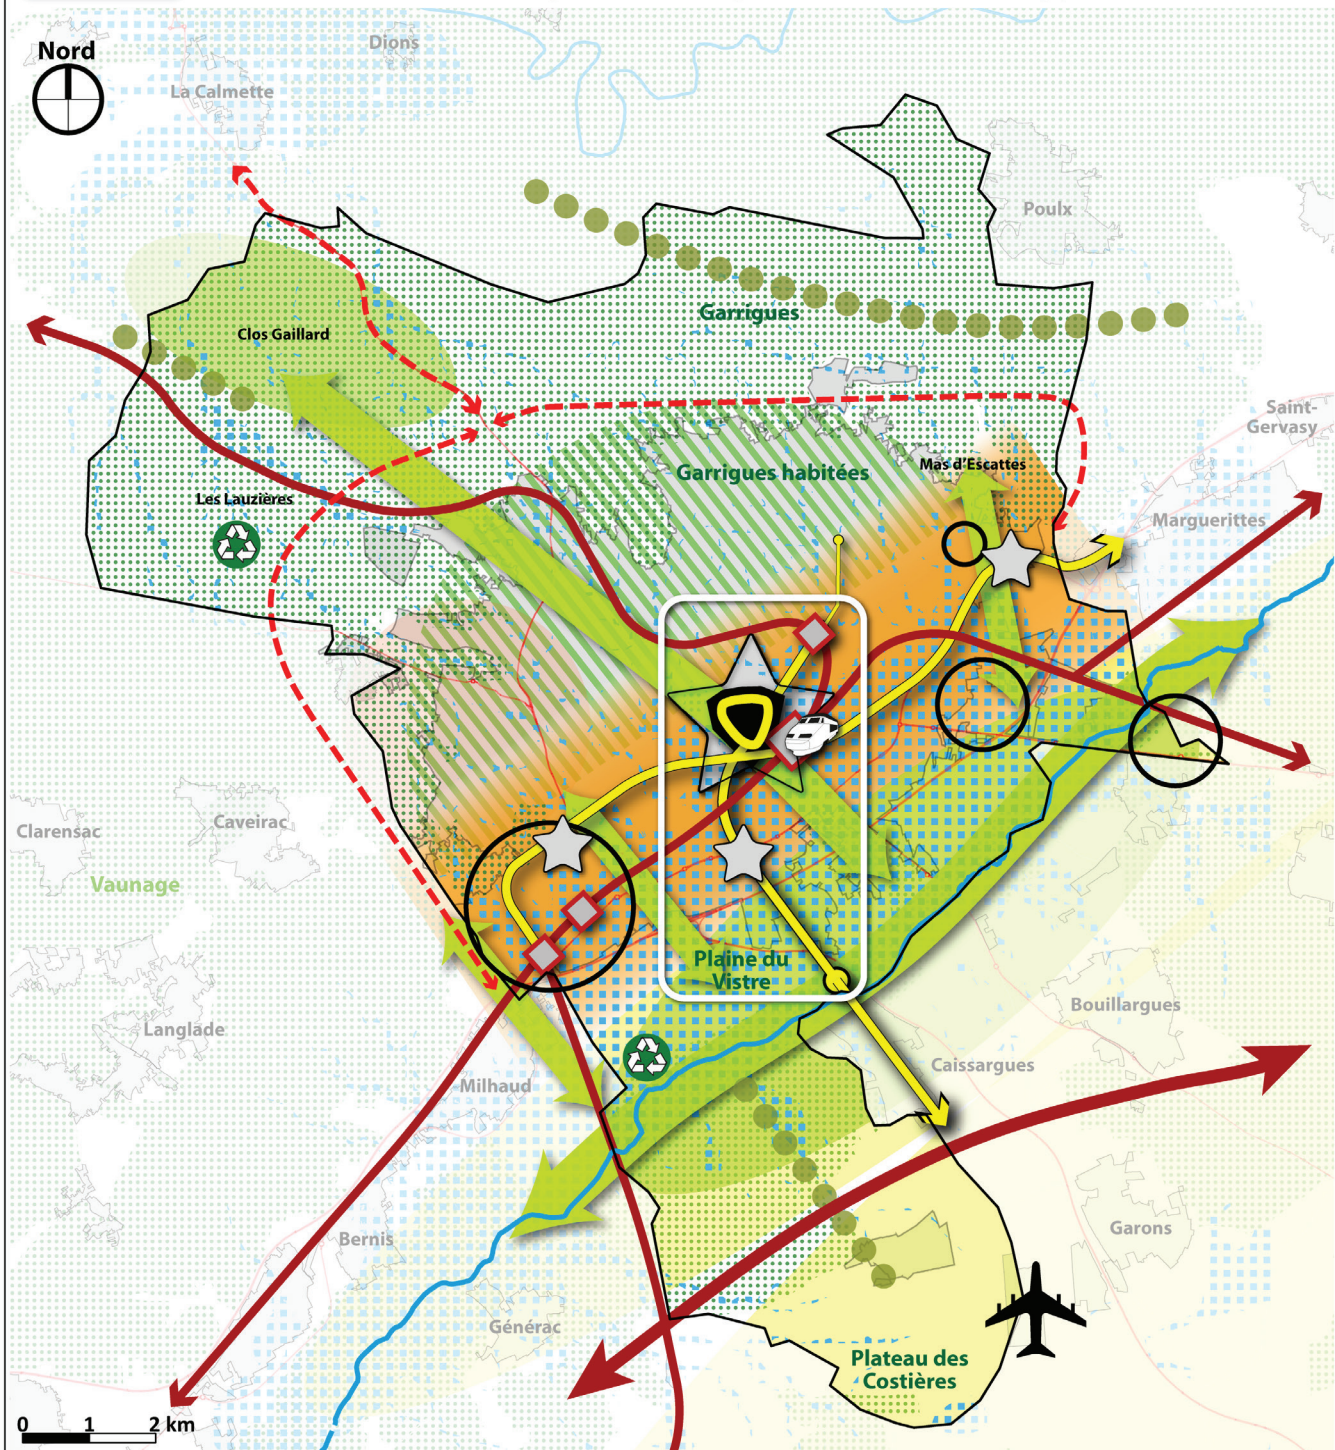 Nord
Dions
La Calmette
Poulx
Garrigues
Clos Gaillard
Saint-
Gervasy
Garrigues habitées
Mas d'Escattes
Les Lauzières
Marguerittes
Clarensac
Caveirac
Vaunage
Plaine du
Vistre
Langlade
Bouillargues
Milhaud
Caissargues
Bernis
Garons
Générac
Plateau des
Costières
0 1 2 km